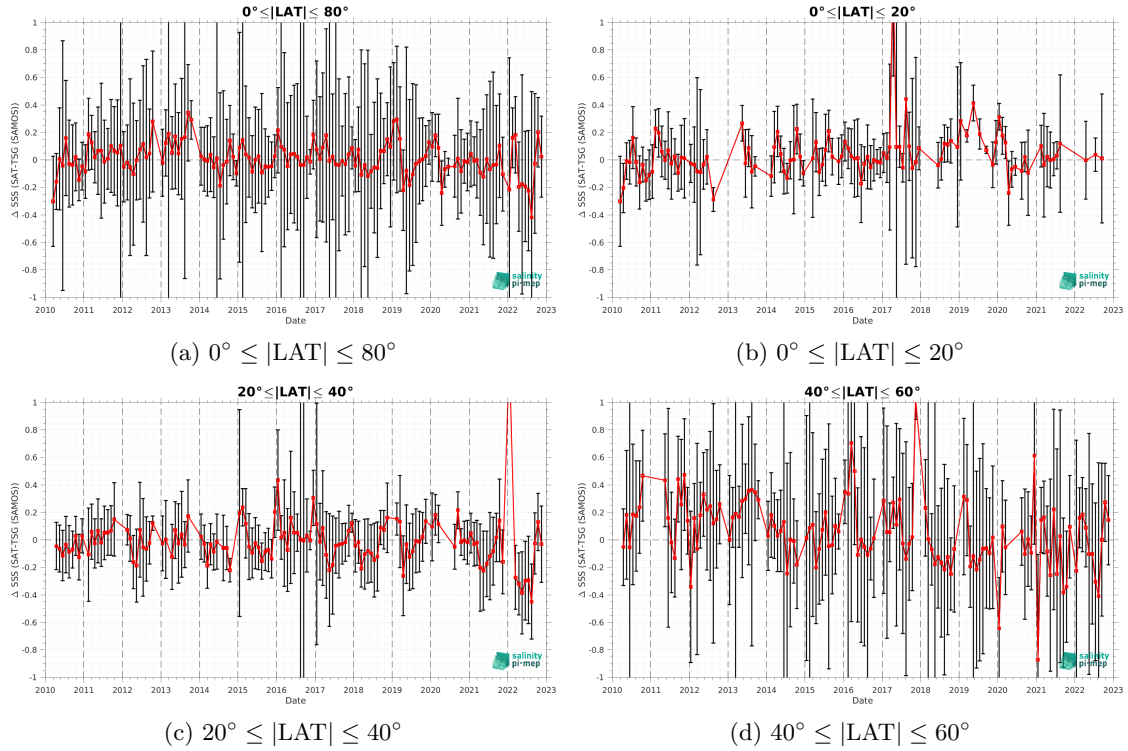 0°≤|LAT|≤ 80°
Δ SSS (SAT-TSG (SAMOS))
1
0.8
0.6
0.4
0.2
0
-0.2
-0.4
-0.6
-0.8
-1
salinity
pi-mep
2010 2011 2012 2013 2014 2015 2016 2017 2018 2019 2020 2021 2022 2023
Date
(a) 0° ≤ |LAT| ≤ 80°
0°≤|LAT|≤ 20°
Δ SSS (SAT-TSG (SAMOS))
1
0.8
0.6
0.4
0.2
0
-0.2
-0.4
-0.6
-0.8
-1
salinity
pi-mep
2010 2011 2012 2013 2014 2015 2016 2017 2018 2019 2020 2021 2022 2023
Date
(b) 0° ≤ |LAT| ≤ 20°
20°≤|LAT|≤ 40°
Δ SSS (SAT-TSG (SAMOS))
1
0.8
0.6
0.4
0.2
0
-0.2
-0.4
-0.6
-0.8
-1
salinity
pi-mep
2010 2011 2012 2013 2014 2015 2016 2017 2018 2019 2020 2021 2022 2023
Date
(c) 20° ≤ |LAT| ≤ 40°
40°≤|LAT|≤ 60°
Δ SSS (SAT-TSG (SAMOS))
1
0.8
0.6
0.4
0.2
0
-0.2
-0.4
-0.6
-0.8
-1
salinity
pi-mep
2010 2011 2012 2013 2014 2015 2016 2017 2018 2019 2020 2021 2022 2023
Date
(d) 40° ≤ |LAT| ≤ 60°